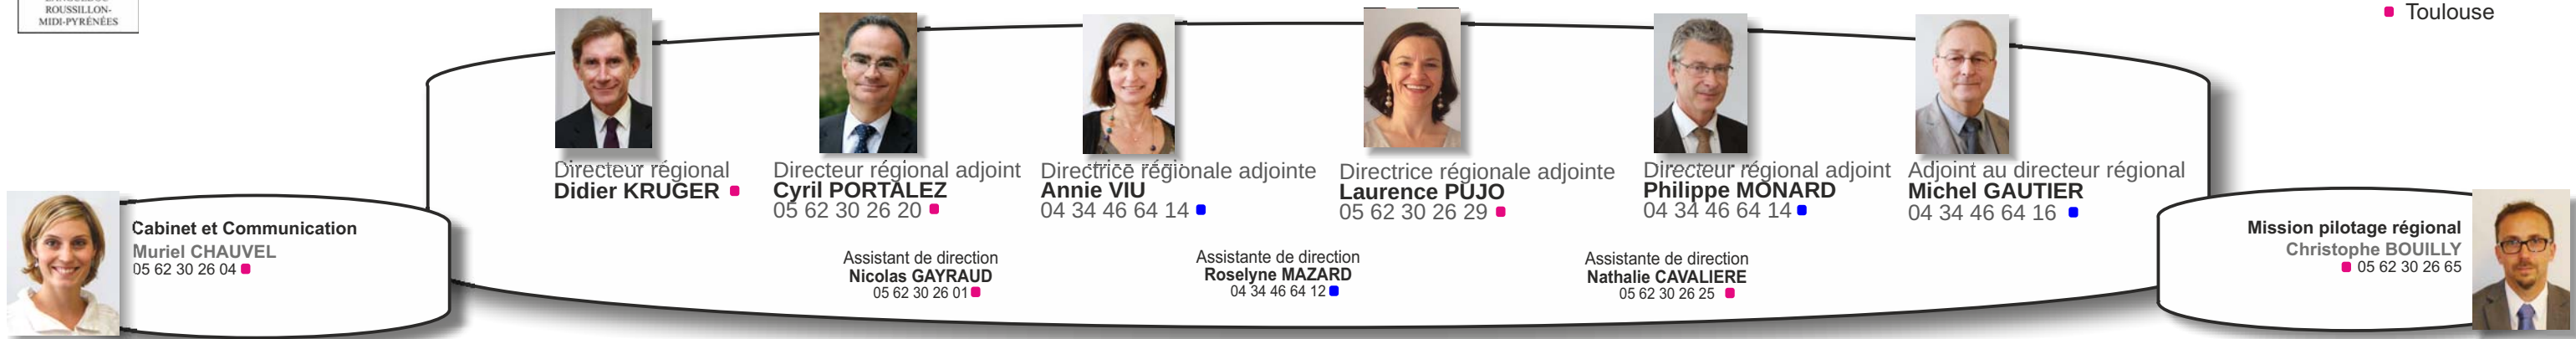 ROUSSILLON-
MIDI-PYRÉNÉES
Toulouse
Directeur régional
Didier KRUGER
Directeur régional adjoint
Cyril PORTALEZ
05 62 30 26 20
Directrice régionale adjointe
Annie VIU
04 34 46 64 14
Directrice régionale adjointe
Laurence PUJO
05 62 30 26 29
Directeur régional adjoint
Philippe MONARD
04 34 46 64 14
Adjoint au directeur régional
Michel GAUTIER
04 34 46 64 16
Cabinet et Communication
Muriel CHAUVEL
05 62 30 26 04
Assistant de direction
Nicolas GAYRAUD
05 62 30 26 01
Assistante de direction
Roselyne MAZARD
04 34 46 64 12
Assistante de direction
Nathalie CAVALIERE
05 62 30 26 25
Mission pilotage régional
Christophe BOUILLY
05 62 30 26 65